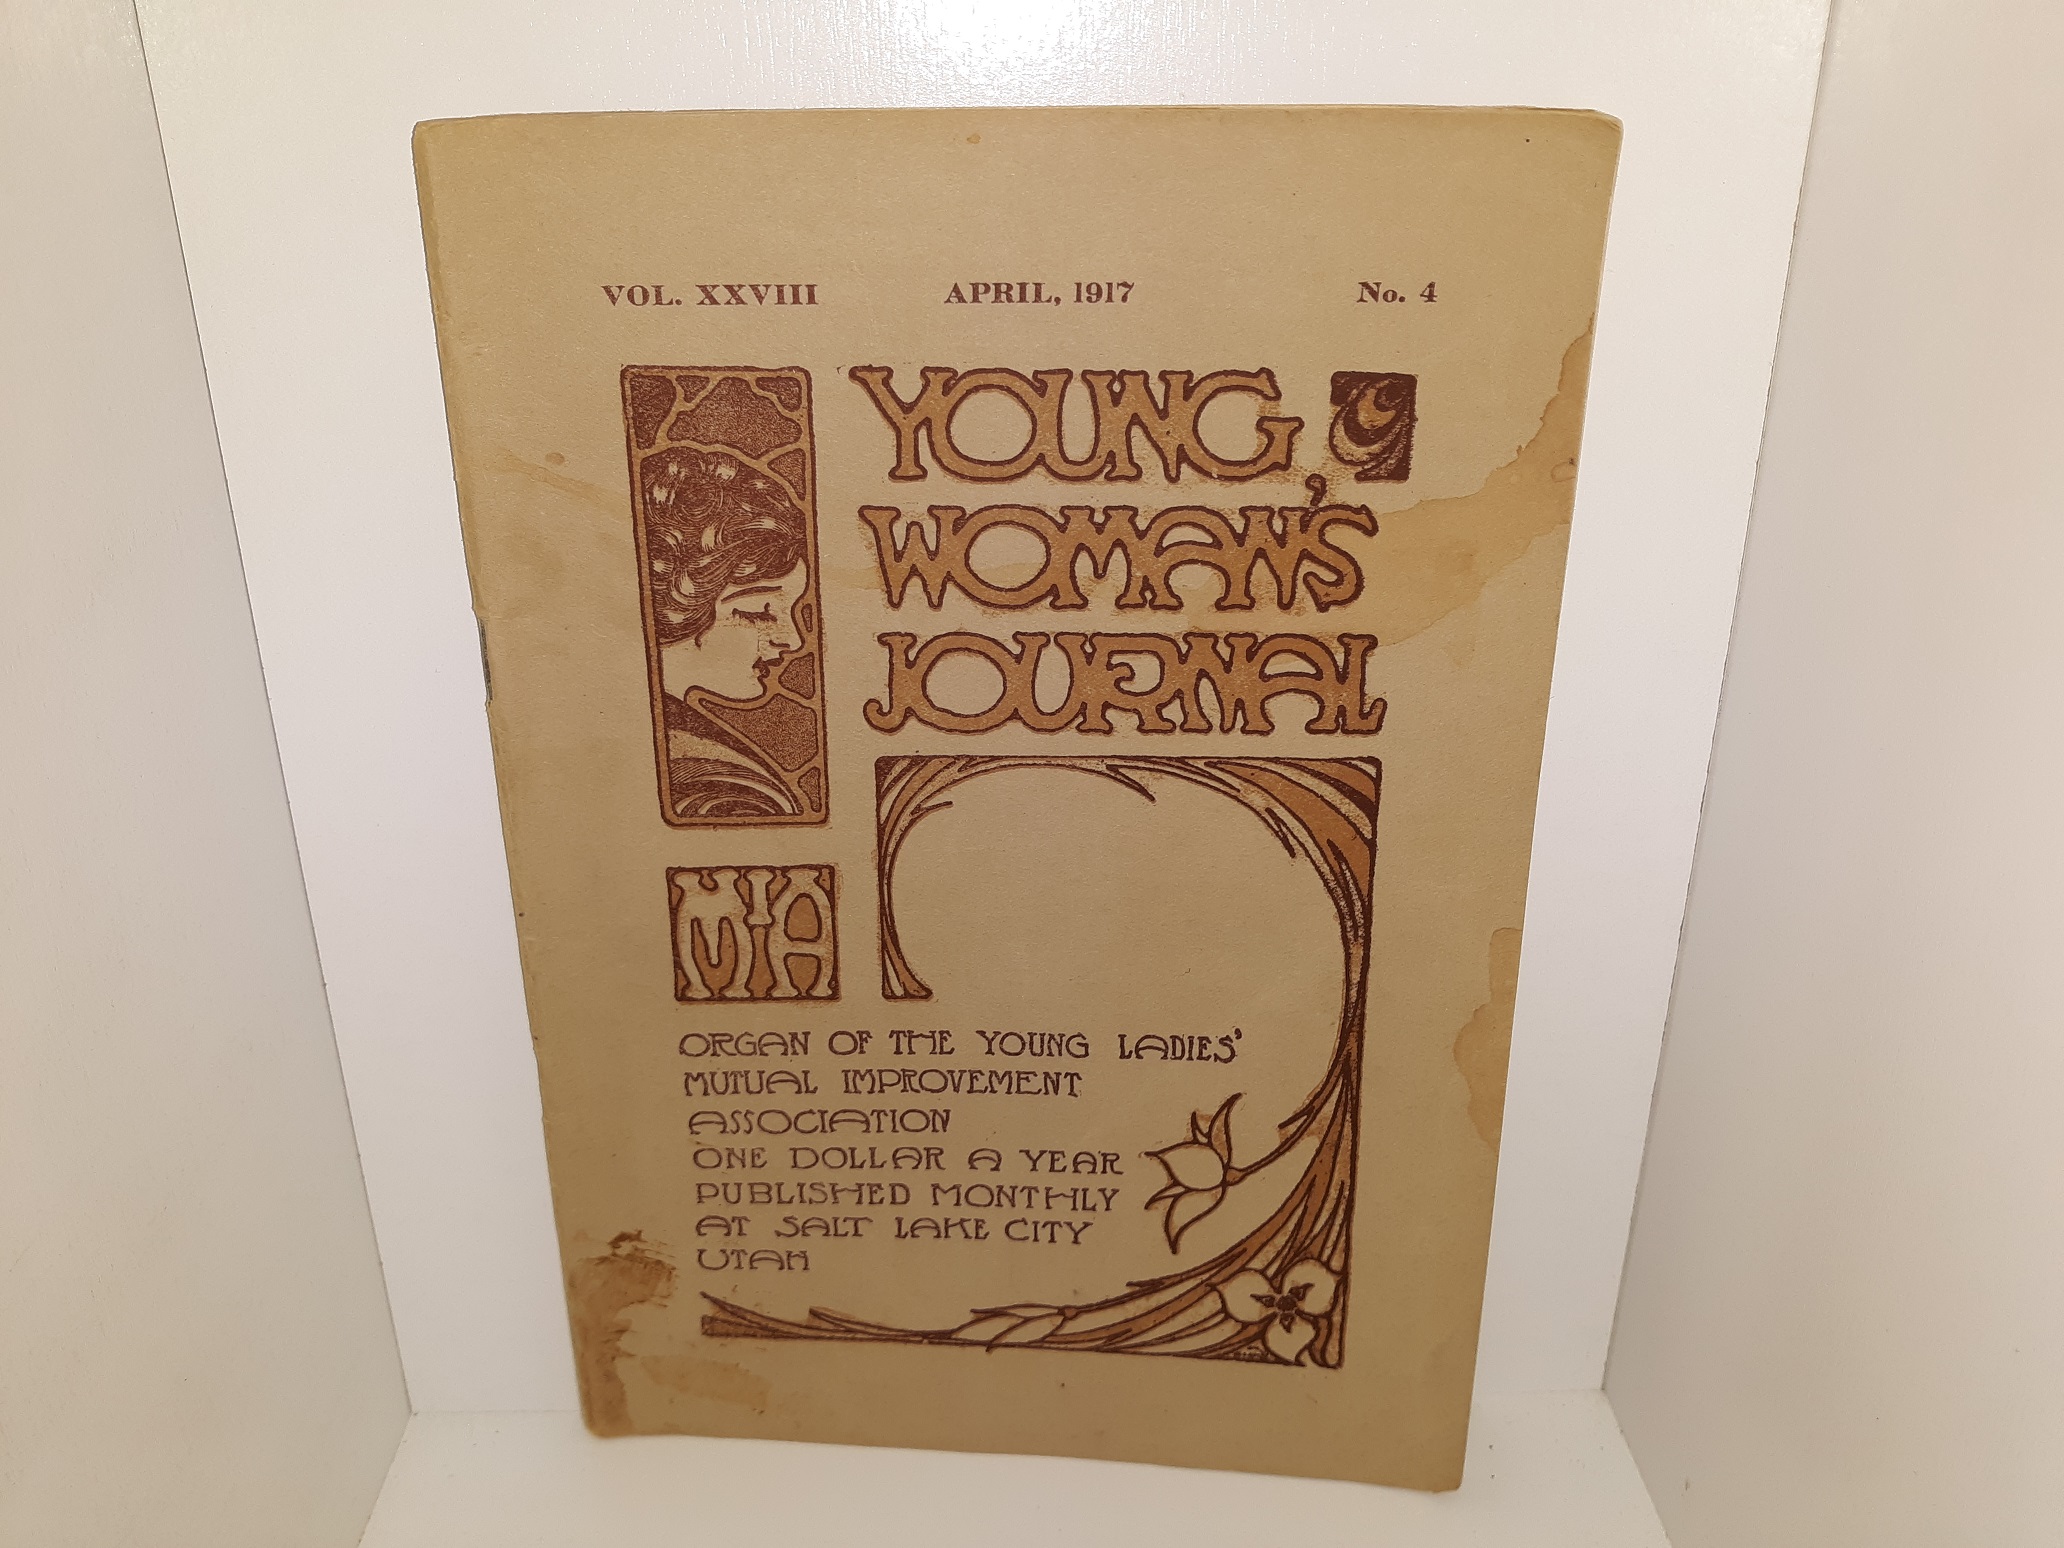 VOL. XXVIII APRIL, 1917 No. 4
YOUNG
WOMAN'S
JOURNAL
MIA
ORGAN OF THE YOUNG LADIES'
MUTUAL IMPROVEMENT
ASSOCIATION
ONE DOLLAR A YEAR
PUBLISHED MONTHLY
AT SALT LAKE CITY
UTAH